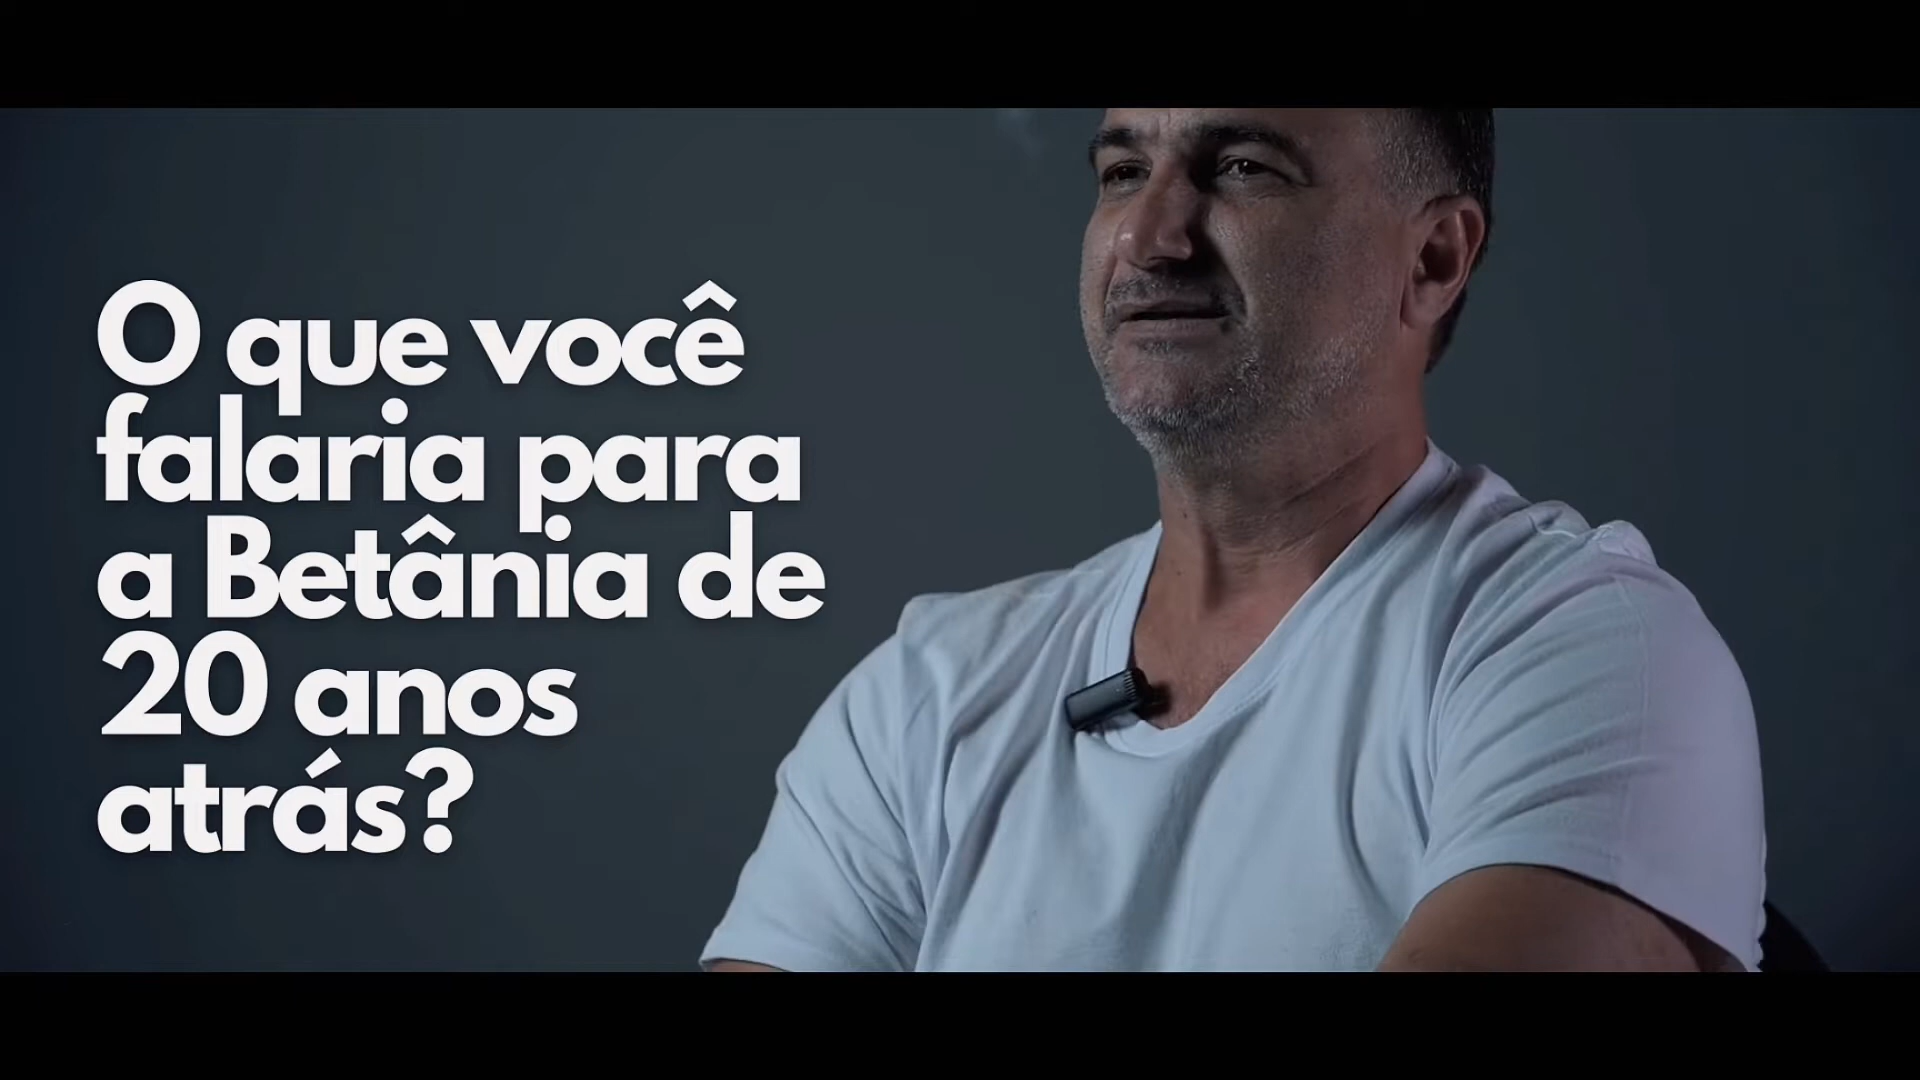 O que você
falaria para
a Betânia de
20 anos
atrás?